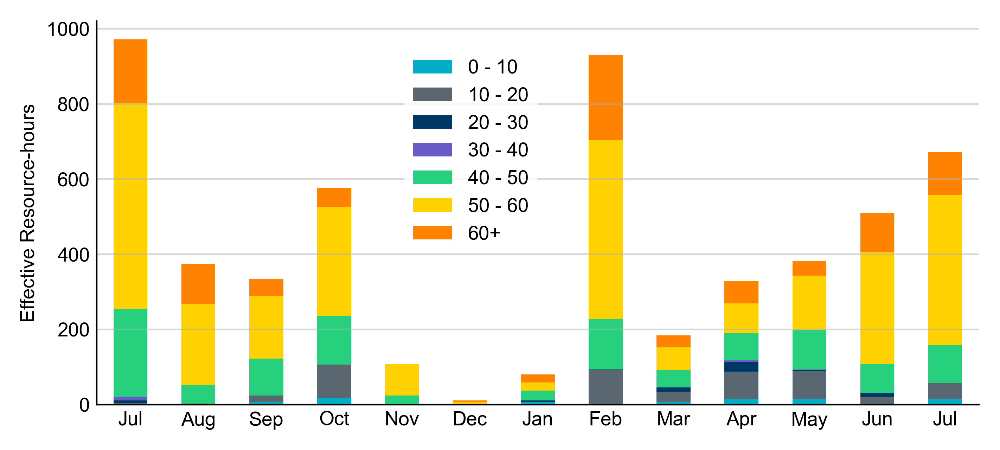 Effective Resource-hours
1000
800
600
400
200
0
0 - 10
10 - 20
20 - 30
30 - 40
40 - 50
50 - 60
60+
Jul Aug Sep Oct Nov Dec Jan Feb Mar Apr May Jun Jul